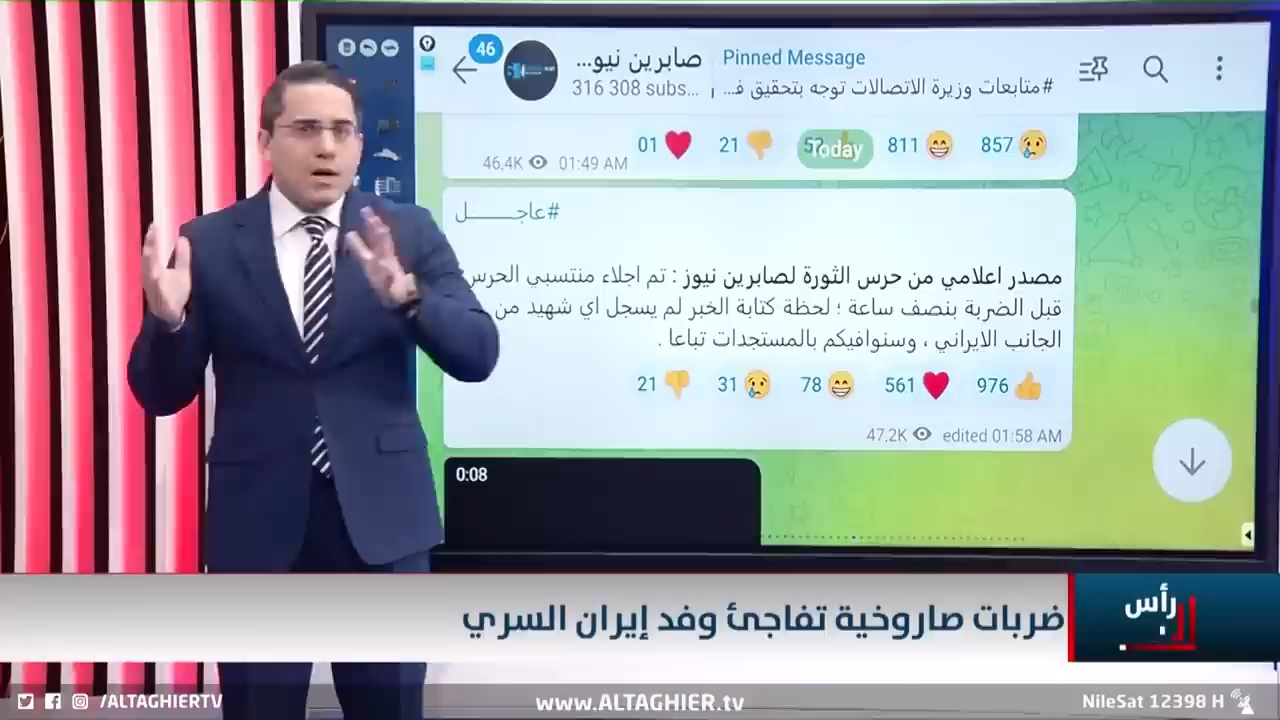 46
صابرين نيو...
316 308 subs...
Pinned Message
#متابعات وزيرة الاتصالات توجه بتحقيق فـ...
01 21 811 857
Today
46,4K 01:49 AM
#عاجـــــــل
مصدر اعلامي من حرس الثورة لصابرين نيوز : تم اجلاء منتسبي الحرس
قبل الضربة بنصف ساعة ؛ لحظة كتابة الخبر لم يسجل اي شهيد من
الجانب الايراني ، وسنوافيكم بالمستجدات تباعا .
21 31 78 561 976
47,2K edited 01:58 AM
0:08
ضربات صاروخية تفاجئ وفد إيران السري
رأس
/ALTAGHIERTV
www.ALTAGHIER.tv
NileSat 12398 H